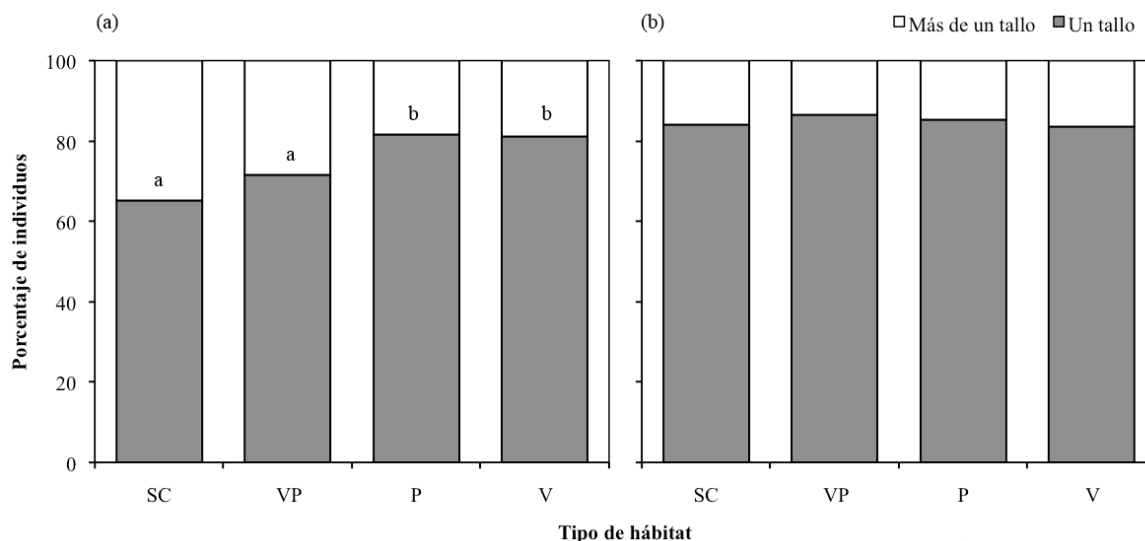 (a)
(b)
Más de un tallo
Un tallo
Porcentaje de individuos
100
80
60
40
20
0
a
a
b
b
SC
VP
P
V
SC
VP
P
V
Tipo de hábitat